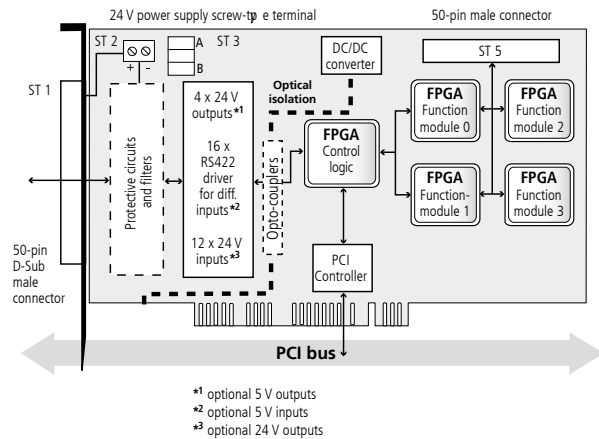 24 V power supply screw-typ e terminal
50-pin male connector
ST 2
+ -
A
B
ST 3
DC/DC
converter
ST 5
ST 1
Optical
isolation
Protective circuits
and filters
4 x 24 V
outputs*1
16 x
RS422
driver
for diff.
inputs*2
12 x 24 V
inputs*3
Opto-couplers
FPGA
Control
logic
FPGA
Function
module 0
FPGA
Function
module 2
FPGA
Function-
module 1
FPGA
Function
module 3
PCI
Controller
50-pin
D-Sub
male
connector
PCI bus
*1 optional 5 V outputs
*2 optional 5 V inputs
*3 optional 24 V outputs